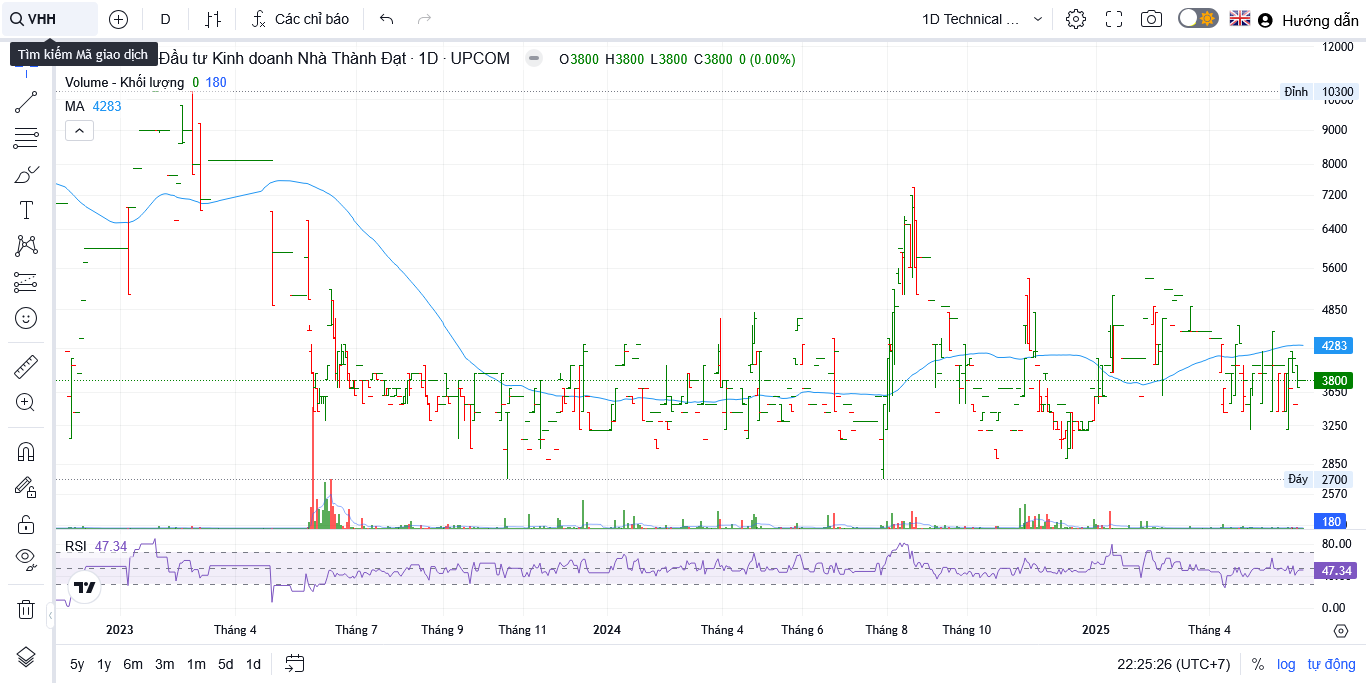 VHH
D
Các chỉ báo
1D Technical ...
Hướng dẫn
Tìm kiếm Mã giao dịch
Đầu tư Kinh doanh Nhà Thành Đạt · 1D · UPCOM
O3800 H3800 L3800 C3800 0 (0.00%)
Volume - Khối lượng 0 180
MA 4283
12000
Đỉnh 10300
10000
9000
8000
7200
6400
5600
4850
4283
3800
3650
3250
2850
Đáy 2700
2570
180
RSI 47.34
80.00
47.34
0.00
2023
Tháng 4
Tháng 7
Tháng 9
Tháng 11
2024
Tháng 4
Tháng 6
Tháng 8
Tháng 10
2025
Tháng 4
5y 1y 6m 3m 1m 5d 1d
22:25:26 (UTC+7)
% log tự động